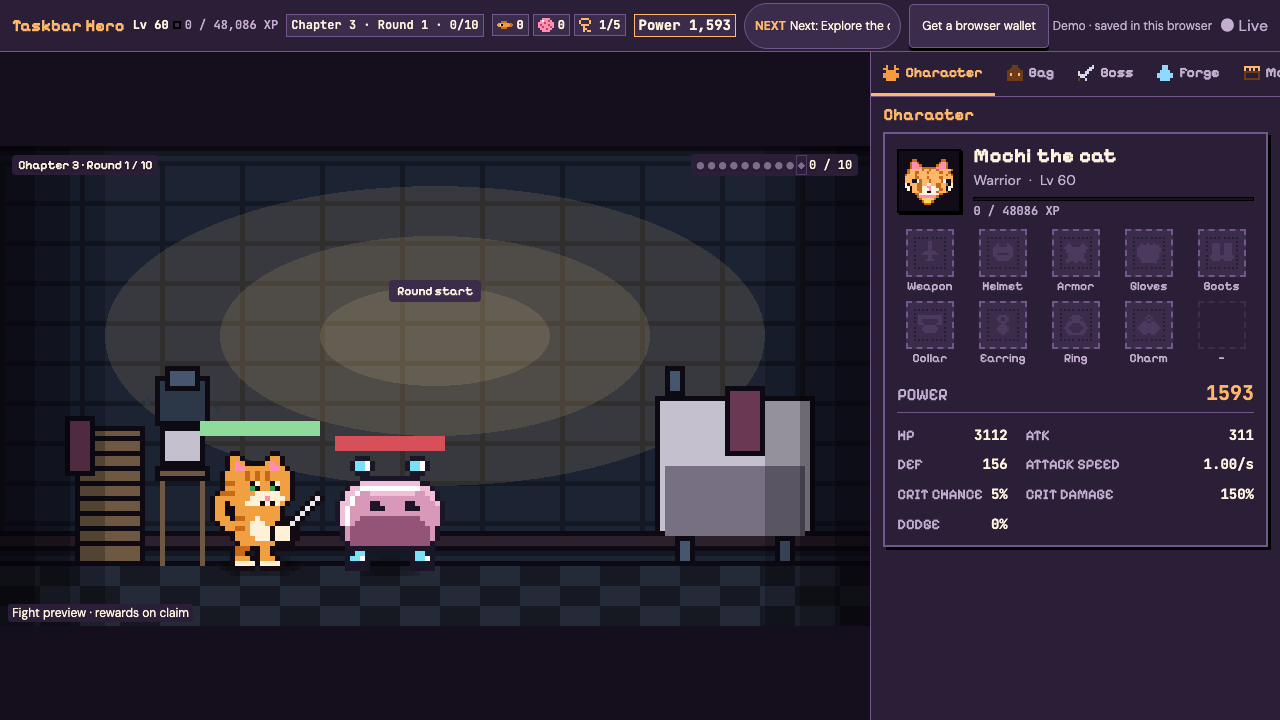 Taskbar Hero Lv 60 0 / 48,086 XP Chapter 3 · Round 1 · 0/10 0 0 1/5 Power 1,593 NEXT Next: Explore the Get a browser wallet Demo · saved in this browser Live
Character Bag Boss Forge
Character
Mochi the cat
Warrior · Lv 60
0 / 48086 XP
Weapon Helmet Armor Gloves Boots
Collar Earring Ring Charm –
POWER 1593
HP 3112 ATK 311
DEF 156 ATTACK SPEED 1.00/s
CRIT CHANCE 5% CRIT DAMAGE 150%
DODGE 0%
Chapter 3 · Round 1 / 10
0 / 10
Round start
Fight preview · rewards on claim